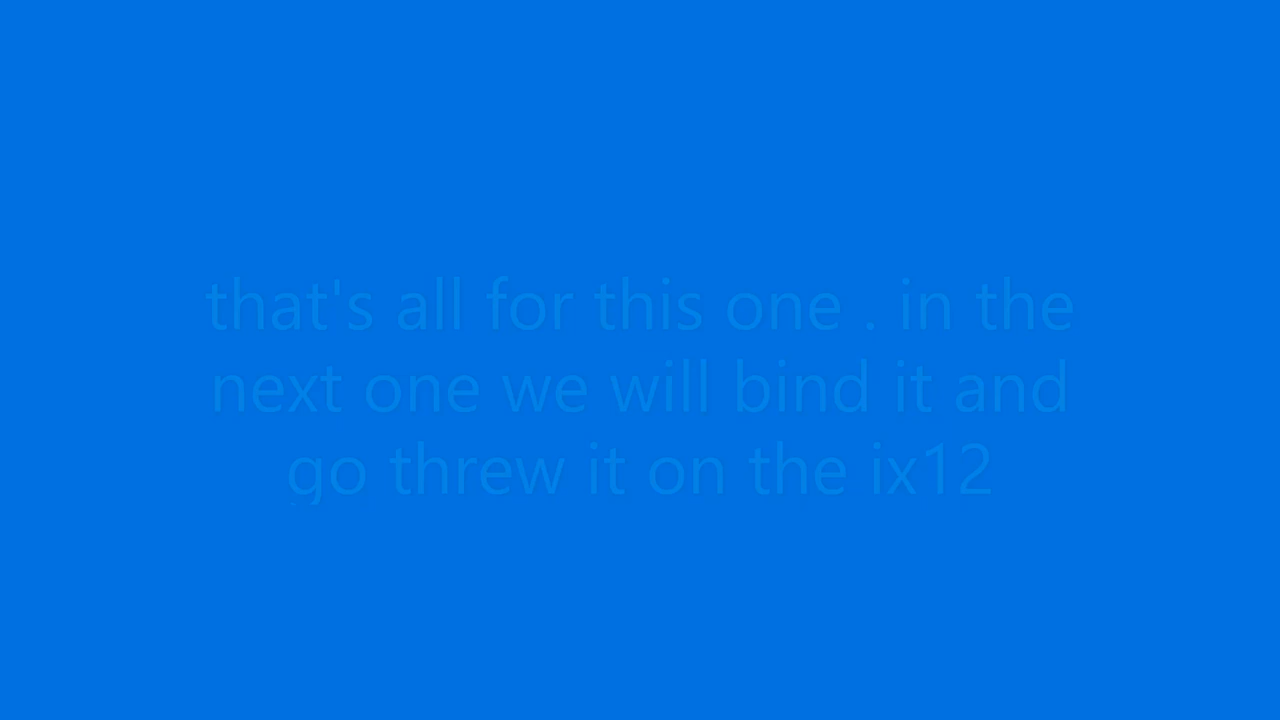 that's all for this one . in the
next one we will bind it and
go threw it on the ix12